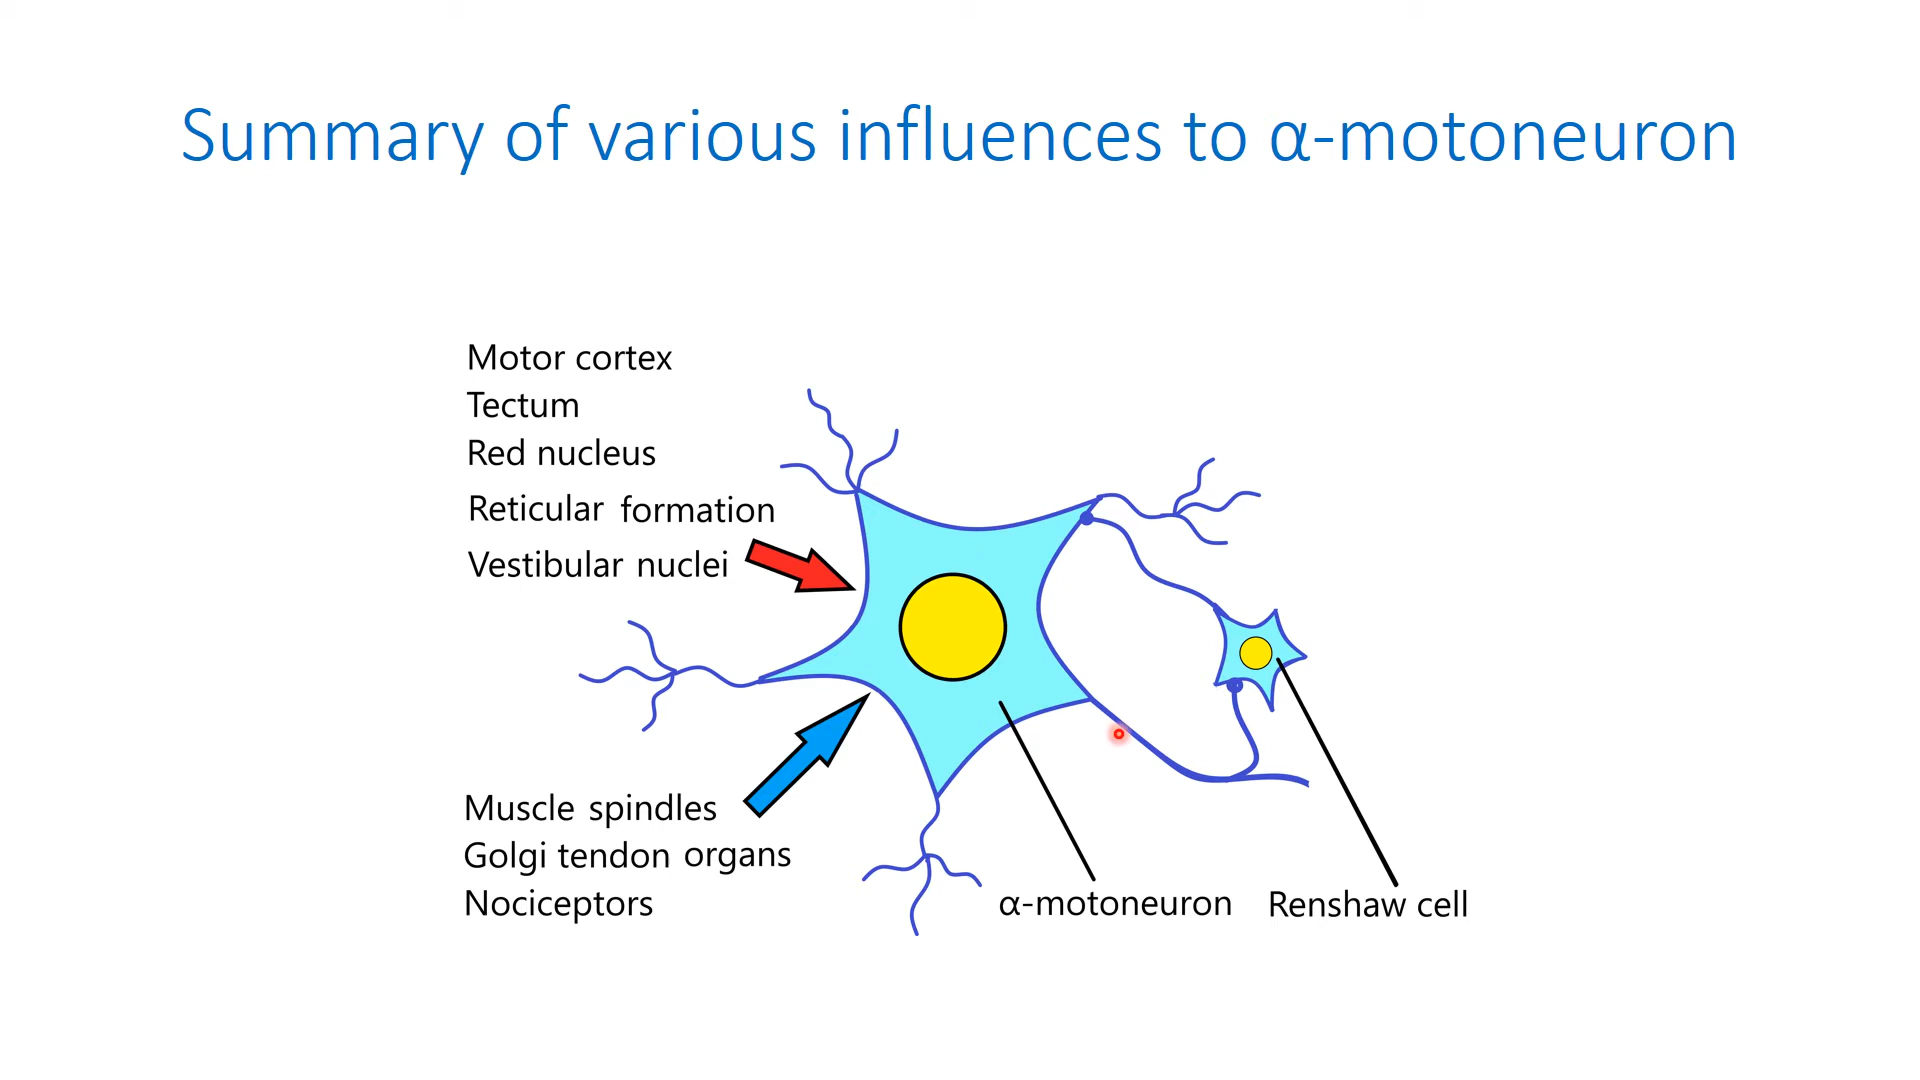 Summary of various influences to α-motoneuron
Motor cortex
Tectum
Red nucleus
Reticular formation
Vestibular nuclei
Muscle spindles
Golgi tendon organs
Nociceptors
α-motoneuron
Renshaw cell